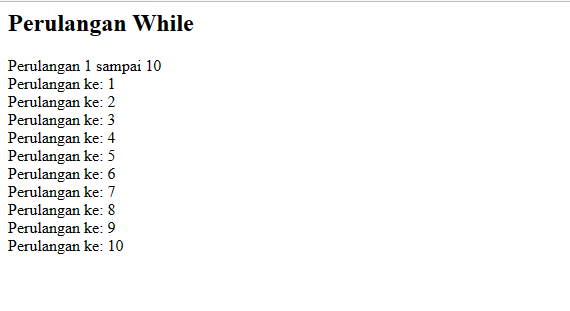 Perulangan While
Perulangan 1 sampai 10
Perulangan ke: 1
Perulangan ke: 2
Perulangan ke: 3
Perulangan ke: 4
Perulangan ke: 5
Perulangan ke: 6
Perulangan ke: 7
Perulangan ke: 8
Perulangan ke: 9
Perulangan ke: 10